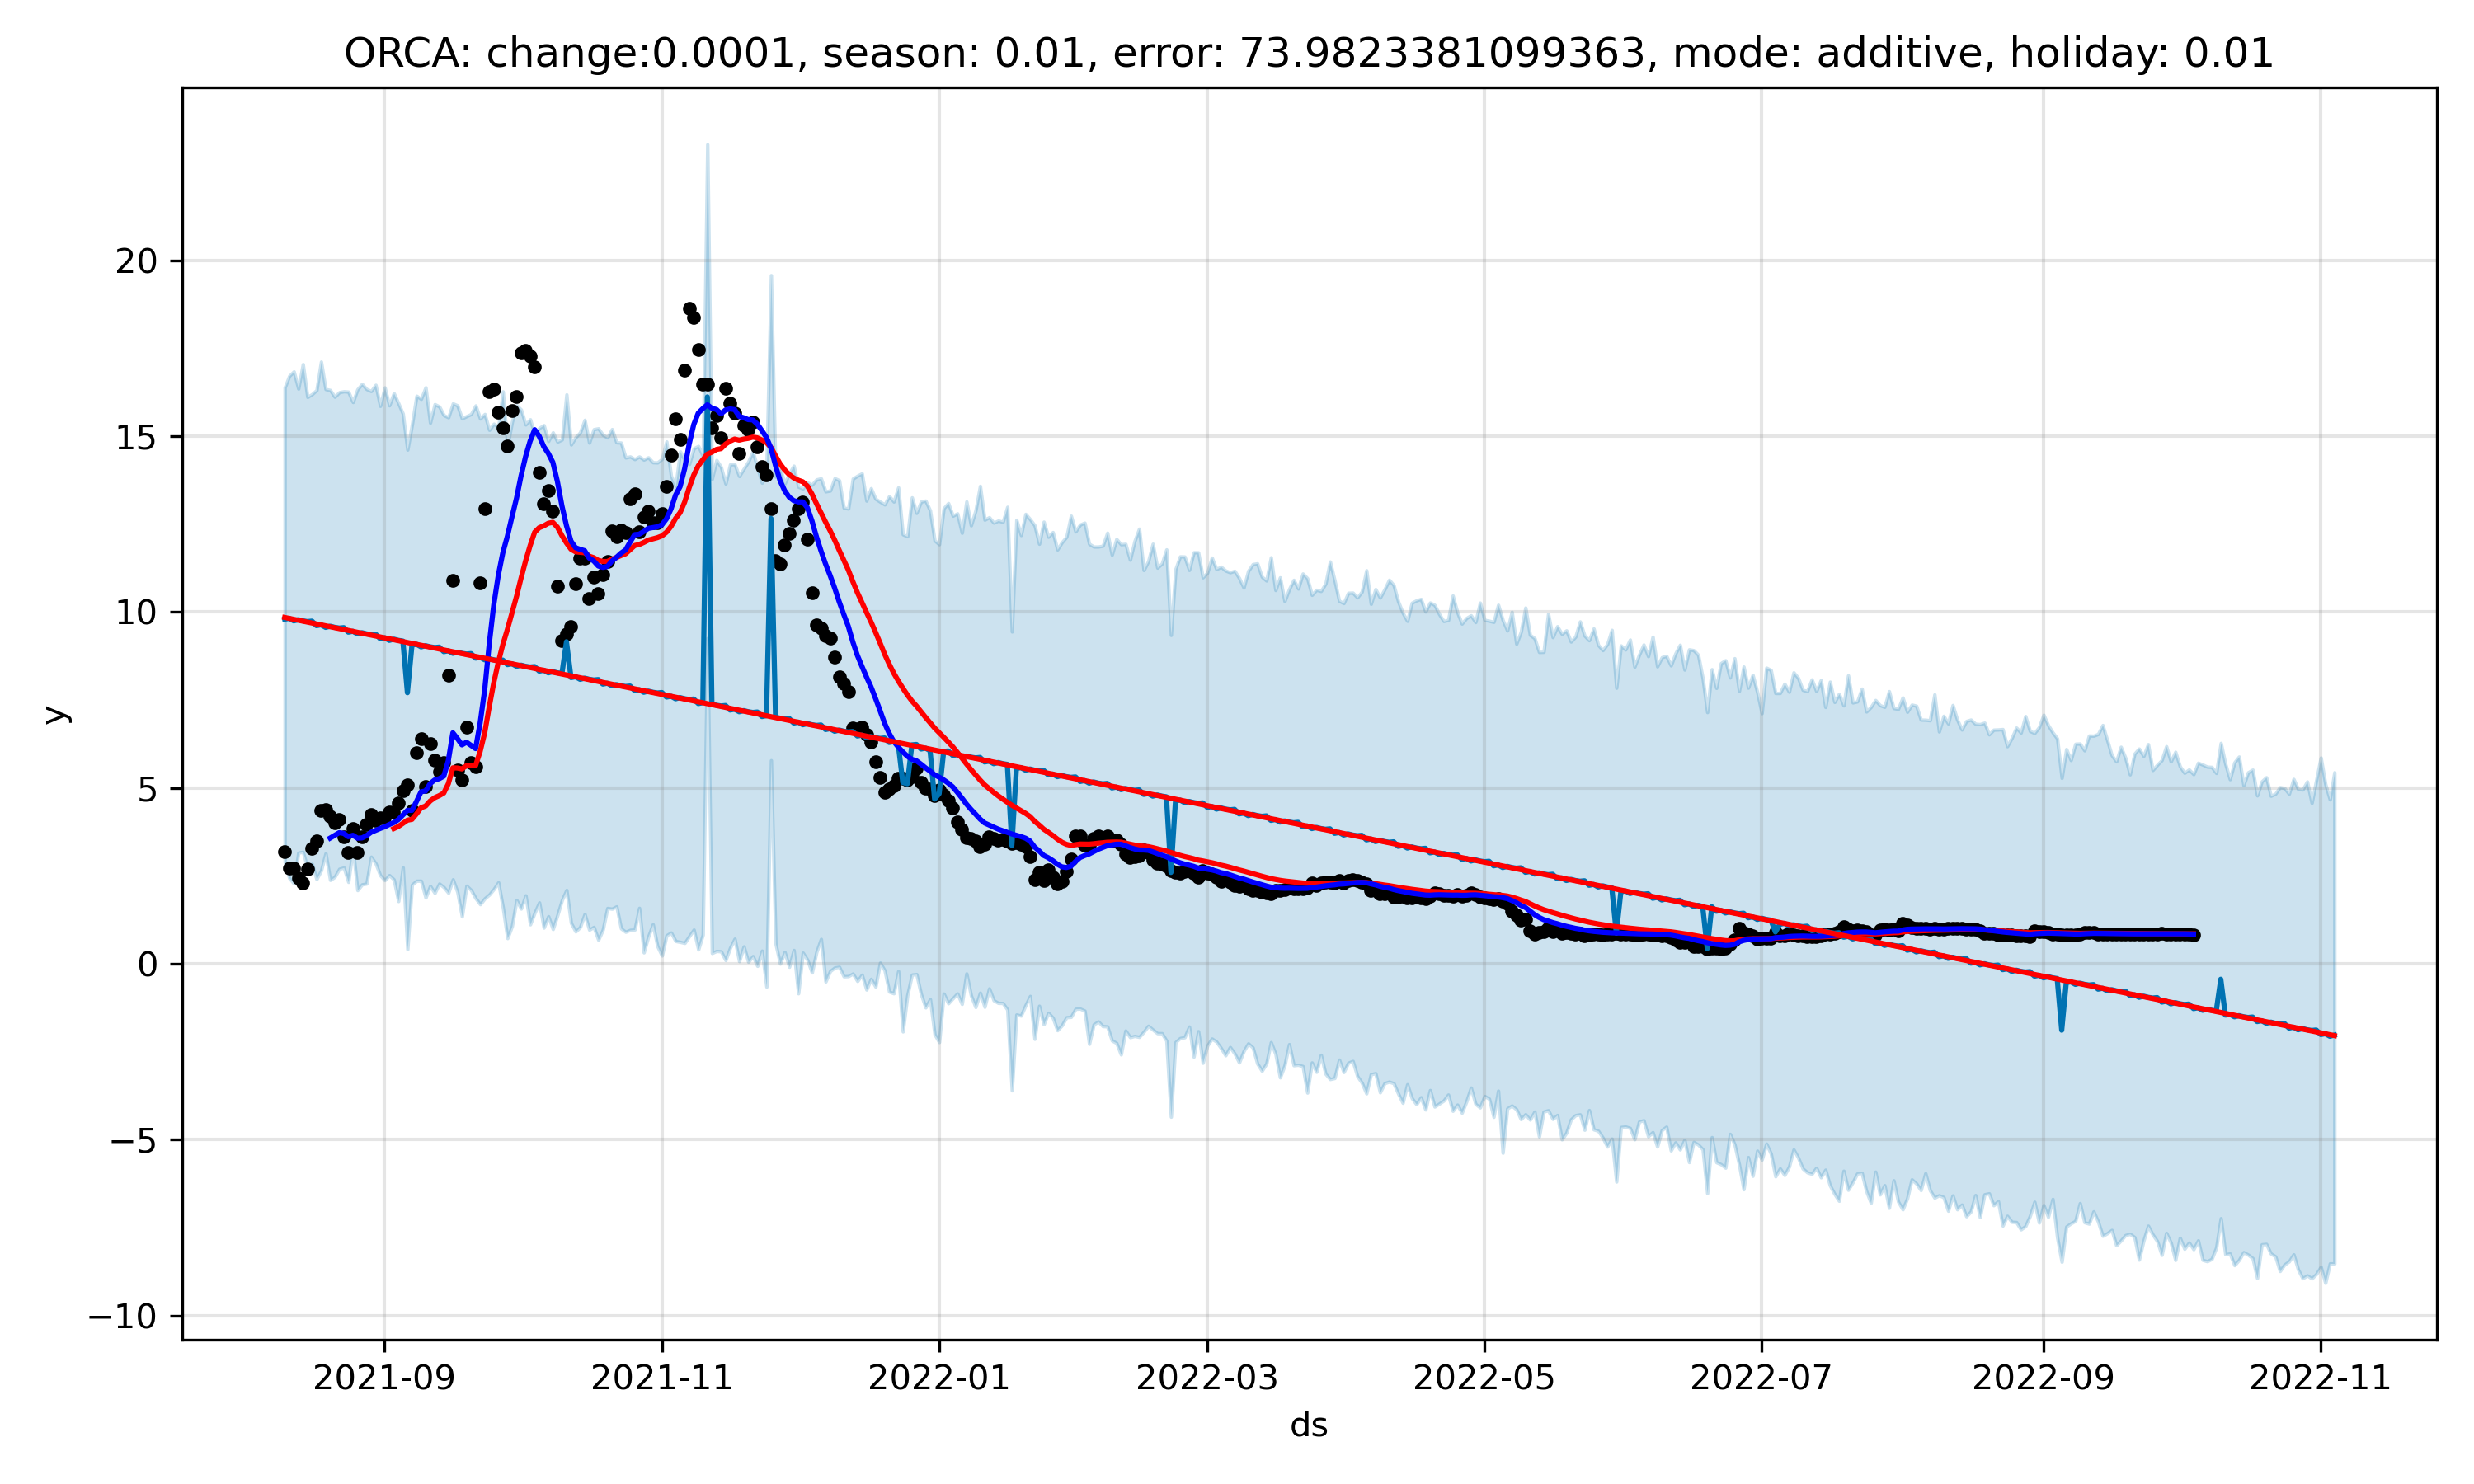 ORCA: change:0.0001, season: 0.01, error: 73.9823381099363, mode: additive, holiday: 0.01
y
20
15
10
5
0
−5
−10
2021-09 2021-11 2022-01 2022-03 2022-05 2022-07 2022-09 2022-11
ds